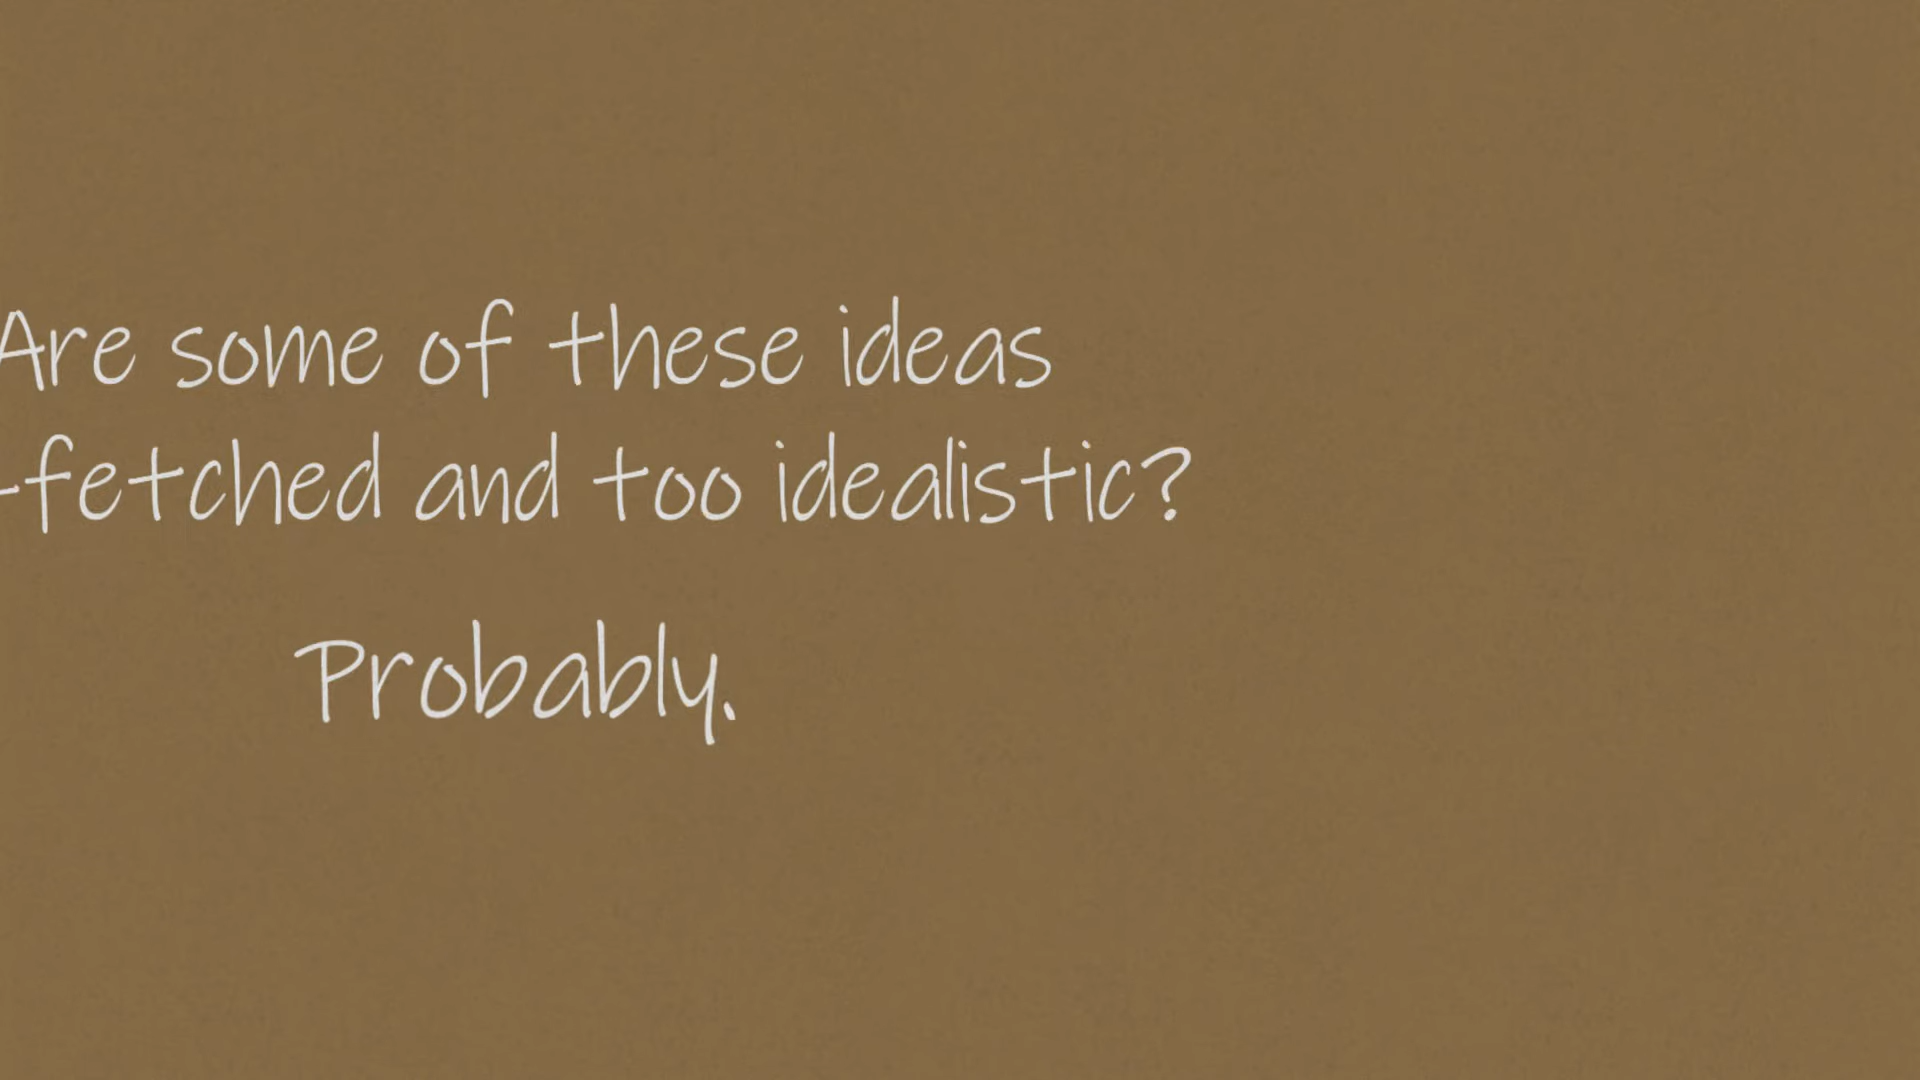 Are some of these ideas
-fetched and too idealistic?
Probably.